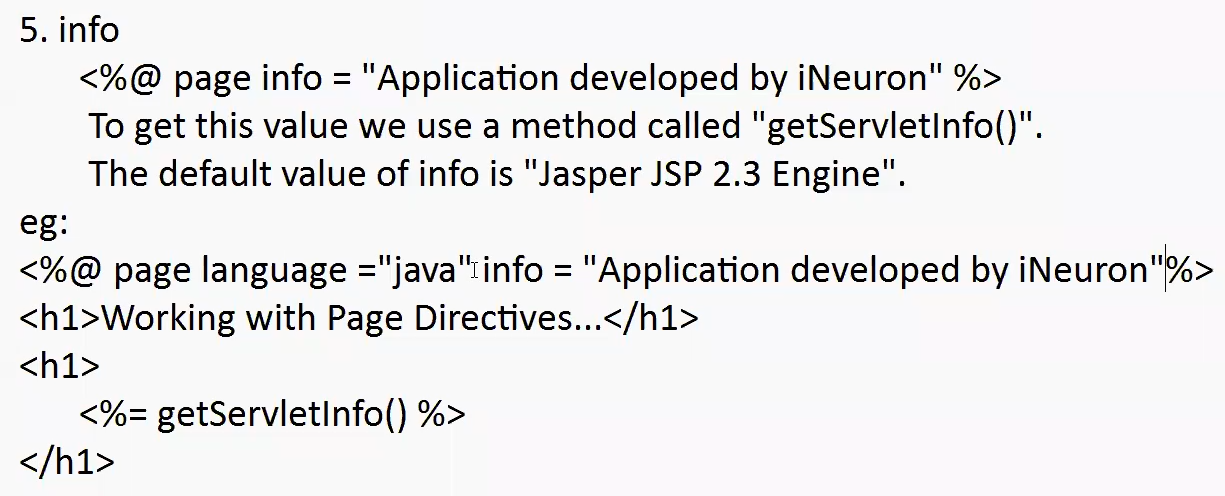 5. info
<%@ page info = "Application developed by iNeuron" %>
To get this value we use a method called "getServletInfo()".
The default value of info is "Jasper JSP 2.3 Engine".
eg:
<%@ page language ="java" info = "Application developed by iNeuron"%>
<h1>Working with Page Directives...</h1>
<h1>
<%= getServletInfo() %>
</h1>